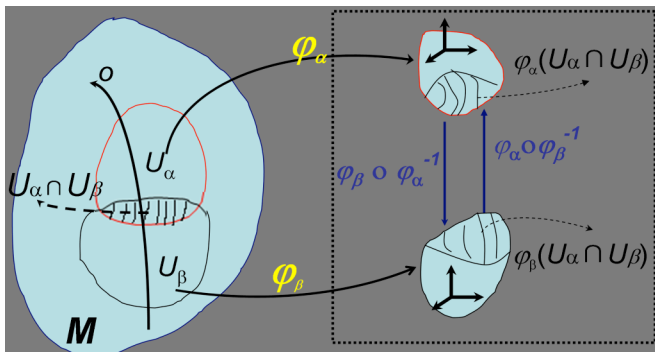 φα
o
φα(Uα ∩ Uβ)
Uα
Uα ∩ Uβ
φβ o φα⁻¹
φα o φβ⁻¹
Uβ
φβ
φβ(Uα ∩ Uβ)
M